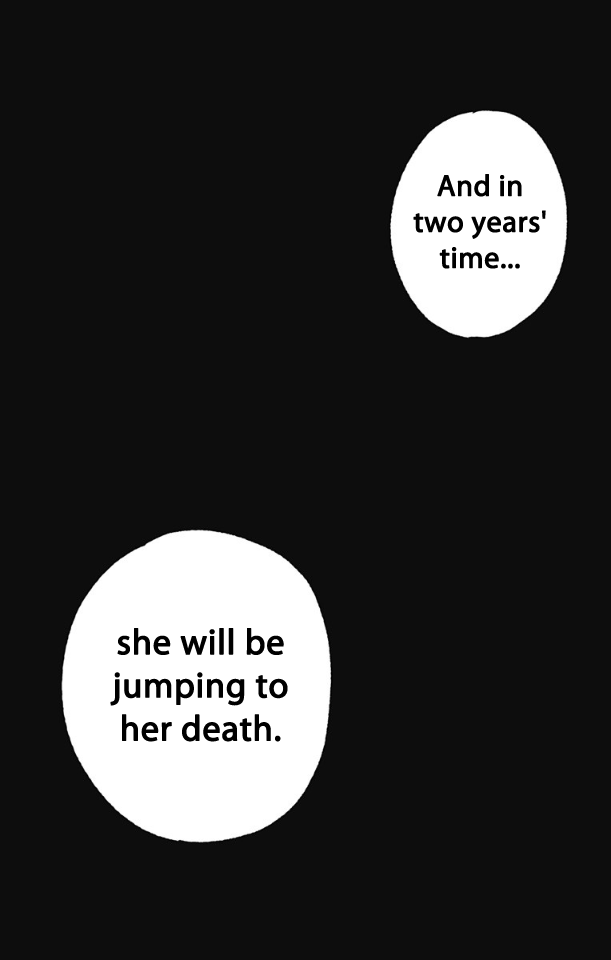 And in
two years'
time...
she will be
jumping to
her death.